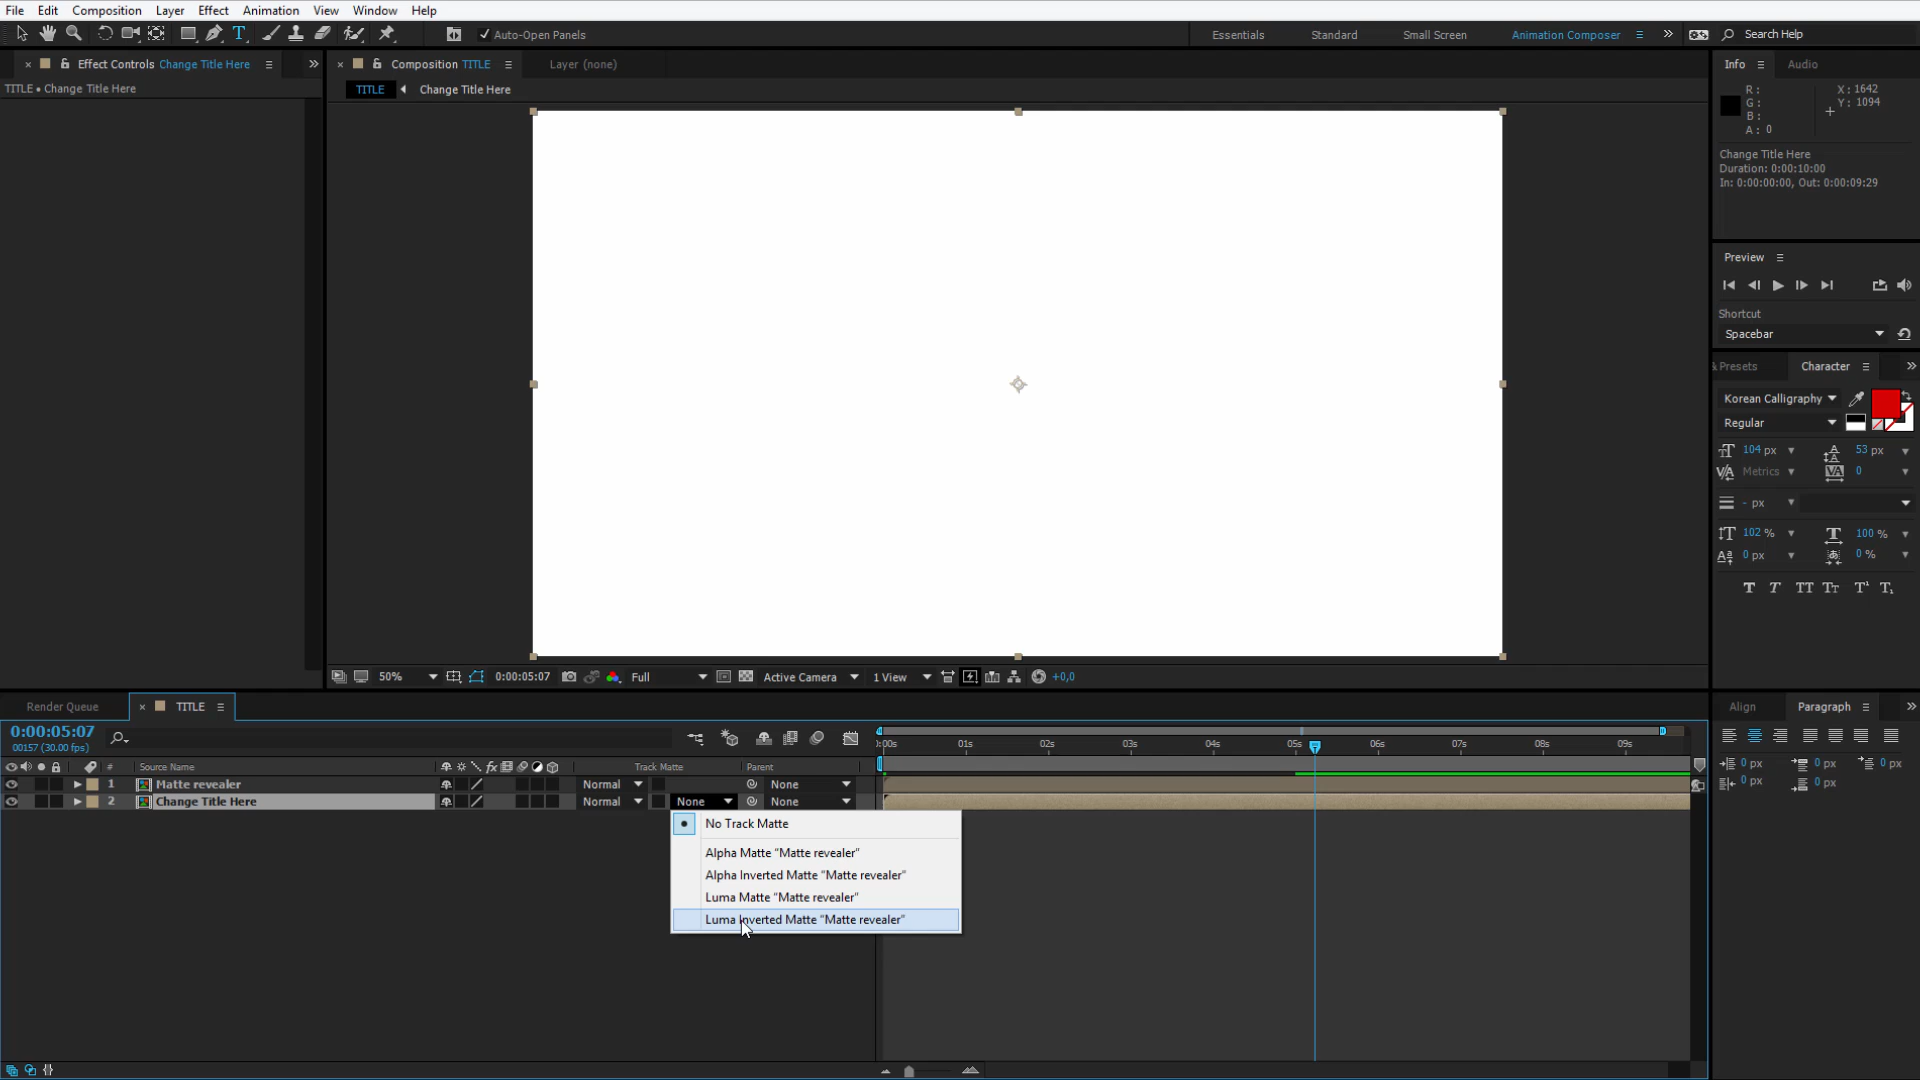 File Edit Composition Layer Effect Animation View Window Help
Auto-Open Panels
Essentials Standard Small Screen Animation Composer Search Help
Effect Controls Change Title Here
TITLE • Change Title Here
Composition TITLE Layer (none)
TITLE Change Title Here
Info Audio
R: X: 1642
G: Y: 1094
B:
A: 0
Change Title Here
Duration: 0:00:10:00
In: 0:00:00:00, Out: 0:00:09:29
Preview
Shortcut
Spacebar
& Presets Character
Korean Calligraphy
Regular
104 px 53 px
Metrics 0
- px
102 % 100 %
0 px 0 %
50% 0:00:05:07 Full Active Camera 1 View +0,0
Render Queue TITLE
0:00:05:07
00157 (30.00 fps)
:00s 01s 02s 03s 04s 05s 06s 07s 08s 09s
# Source Name Track Matte Parent
1 Matte revealer Normal None
2 Change Title Here Normal None None
No Track Matte
Alpha Matte "Matte revealer"
Alpha Inverted Matte "Matte revealer"
Luma Matte "Matte revealer"
Luma Inverted Matte "Matte revealer"
Align Paragraph
0 px 0 px 0 px
0 px 0 px